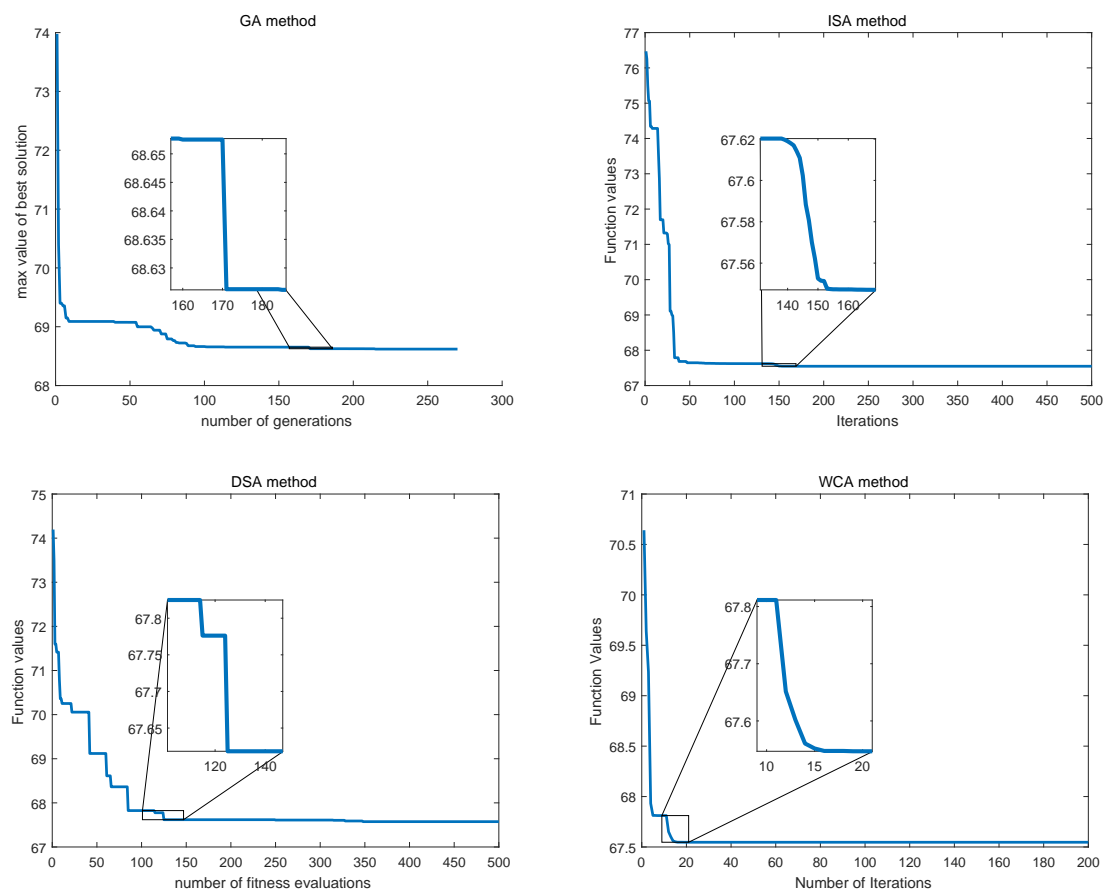 GA method
74
73
72
71
70
69
68
max value of best solution
0 50 100 150 200 250 300
number of generations
68.65
68.645
68.64
68.635
68.63
160 170 180
ISA method
77
76
75
74
73
72
71
70
69
68
67
Function values
0 50 100 150 200 250 300 350 400 450 500
Iterations
67.62
67.6
67.58
67.56
140 150 160
DSA method
75
74
73
72
71
70
69
68
67
Function values
0 50 100 150 200 250 300 350 400 450 500
number of fitness evaluations
67.8
67.75
67.7
67.65
120 140
WCA method
71
70.5
70
69.5
69
68.5
68
67.5
Function Values
0 20 40 60 80 100 120 140 160 180 200
Number of Iterations
67.8
67.7
67.6
10 15 20